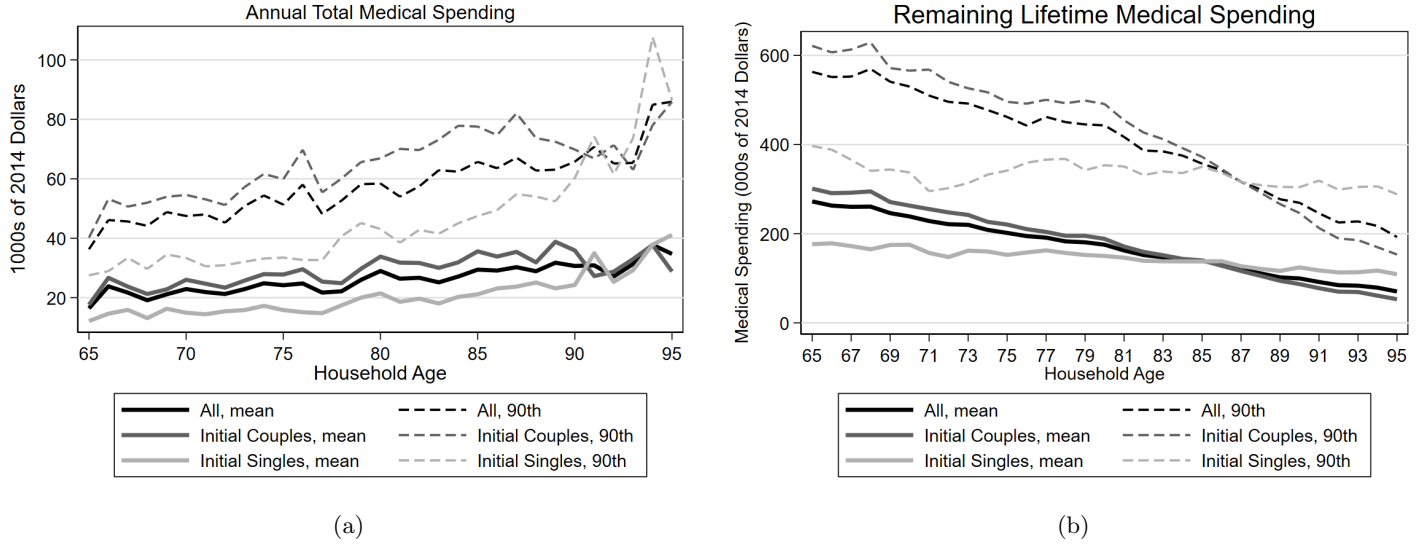 Annual Total Medical Spending
1000s of 2014 Dollars
100
80
60
40
20
65 70 75 80 85 90 95
Household Age
All, mean All, 90th
Initial Couples, mean Initial Couples, 90th
Initial Singles, mean Initial Singles, 90th
(a)
Remaining Lifetime Medical Spending
Medical Spending (000s of 2014 Dollars)
600
400
200
0
65 67 69 71 73 75 77 79 81 83 85 87 89 91 93 95
Household Age
All, mean All, 90th
Initial Couples, mean Initial Couples, 90th
Initial Singles, mean Initial Singles, 90th
(b)